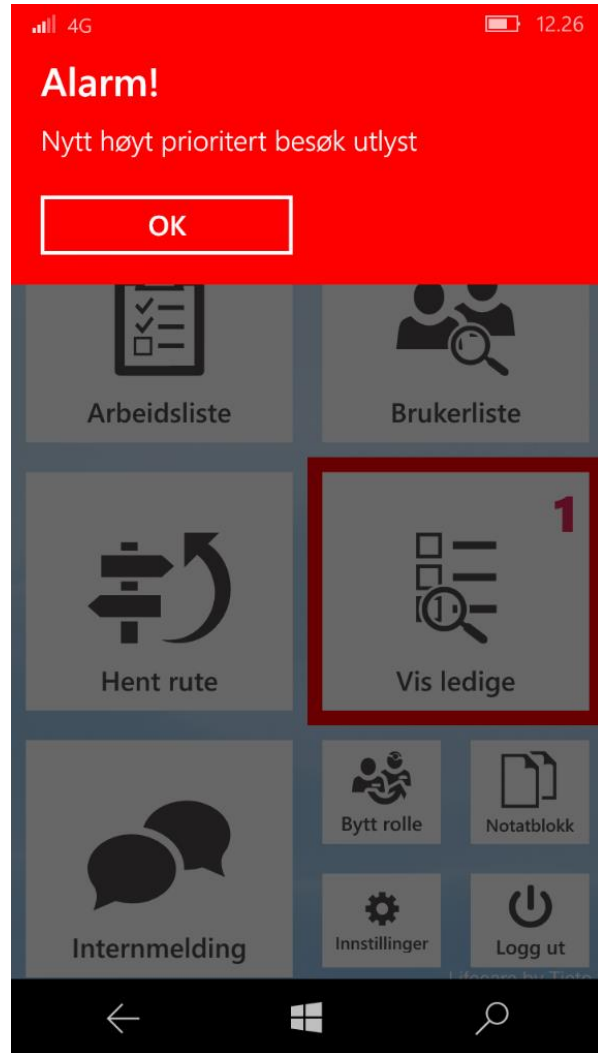 4G 12.26
Alarm!
Nytt høyt prioritert besøk utlyst
OK
Arbeidsliste Brukerliste
1
Hent rute Vis ledige
Bytt rolle Notatblokk
Internmelding Innstillinger Logg ut
Lifecare by Tieto